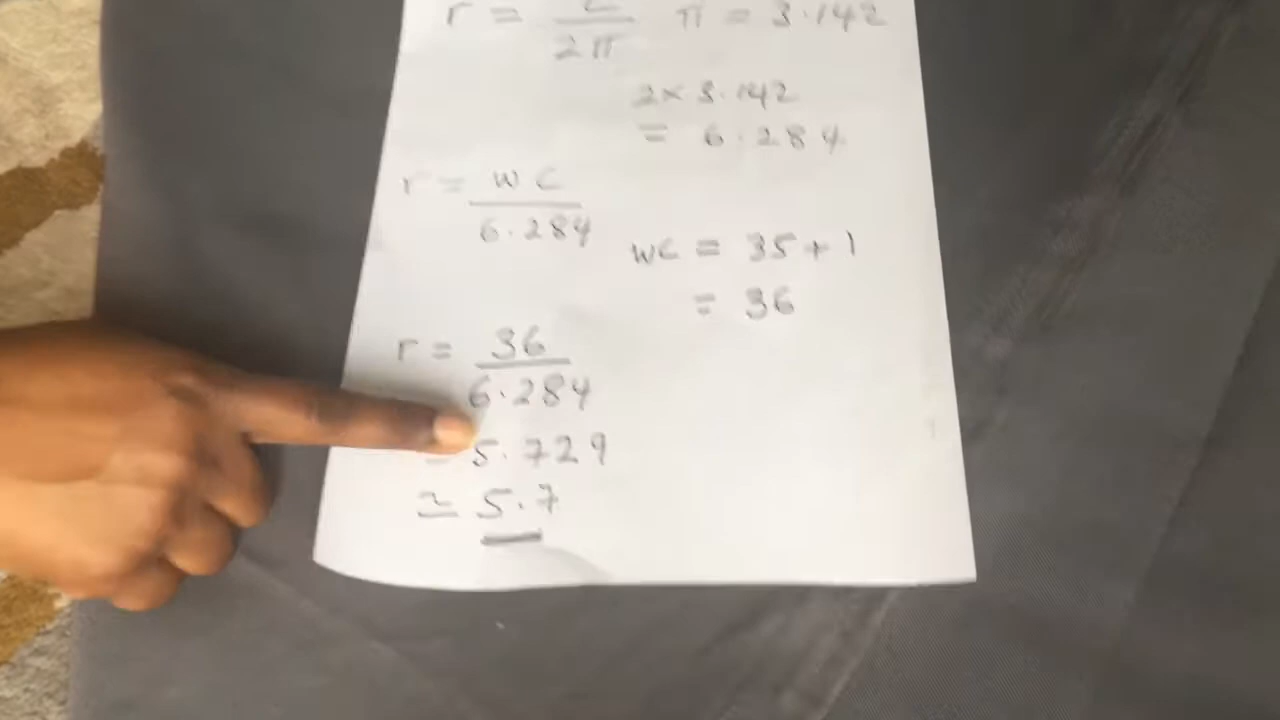 r = C / 2π π = 3.142
2 × 3.142
= 6.284
r = WC / 6.284
WC = 35 + 1
= 36
r = 36 / 6.284
= 5.729
≃ 5.7